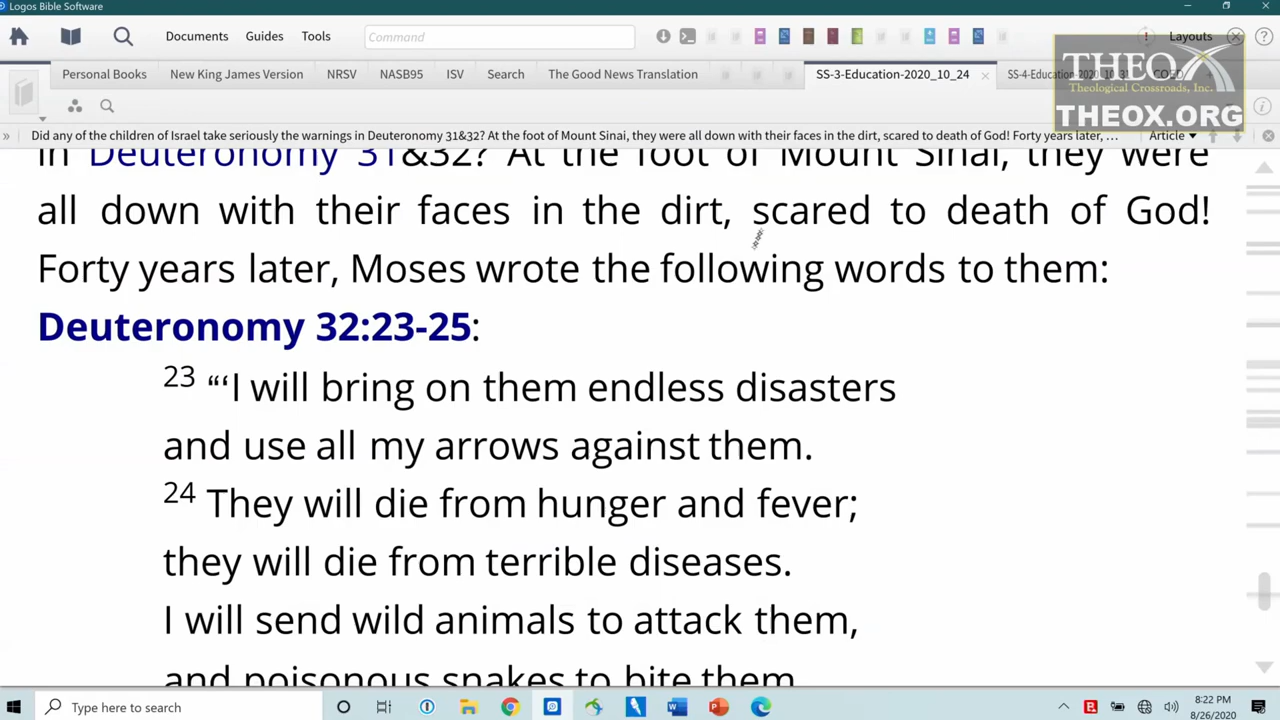 Logos Bible Software
Documents Guides Tools Command Layouts
Personal Books New King James Version NRSV NASB95 ISV Search The Good News Translation SS-3-Education-2020_10_24 SS-4-Education-2020_10_31
THEOX
Theological Crossroads, Inc.
THEOX.ORG
Did any of the children of Israel take seriously the warnings in Deuteronomy 31&32? At the foot of Mount Sinai, they were all down with their faces in the dirt, scared to death of God! Forty years later, ... Article
in Deuteronomy 31&32? At the foot of Mount Sinai, they were
all down with their faces in the dirt, scared to death of God!
Forty years later, Moses wrote the following words to them:
Deuteronomy 32:23-25:
23 “‘I will bring on them endless disasters
and use all my arrows against them.
24 They will die from hunger and fever;
they will die from terrible diseases.
I will send wild animals to attack them,
and poisonous snakes to bite them
Type here to search
8:22 PM
8/26/2020